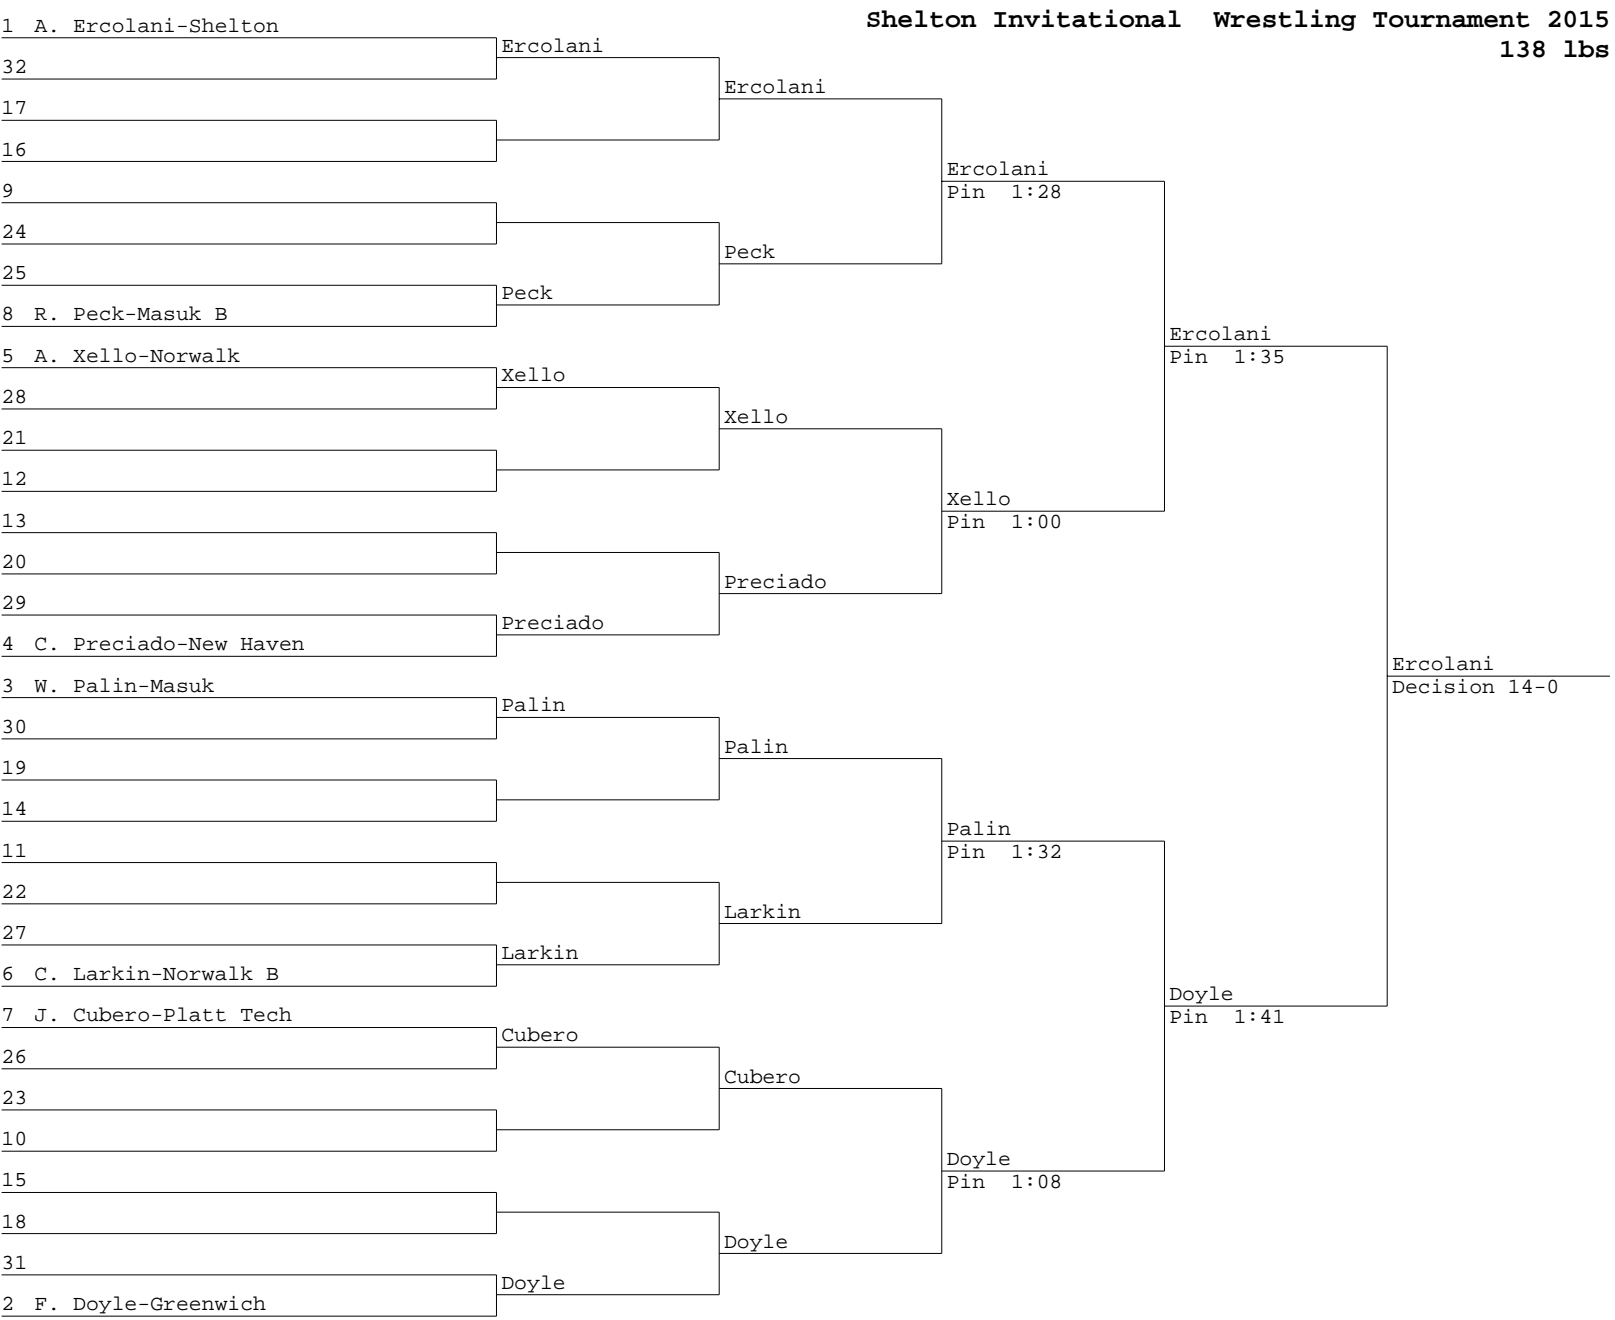 Shelton Invitational Wrestling Tournament 2015
138 lbs
1 A. Ercolani-Shelton
32
17
16
9
24
25
8 R. Peck-Masuk B
5 A. Xello-Norwalk
28
21
12
13
20
29
4 C. Preciado-New Haven
3 W. Palin-Masuk
30
19
14
11
22
27
6 C. Larkin-Norwalk B
7 J. Cubero-Platt Tech
26
23
10
15
18
31
2 F. Doyle-Greenwich
Ercolani
Peck
Xello
Preciado
Palin
Larkin
Cubero
Doyle
Ercolani
Peck
Xello
Preciado
Palin
Larkin
Cubero
Doyle
Ercolani
Pin 1:28
Xello
Pin 1:00
Palin
Pin 1:32
Doyle
Pin 1:08
Ercolani
Pin 1:35
Doyle
Pin 1:41
Ercolani
Decision 14-0